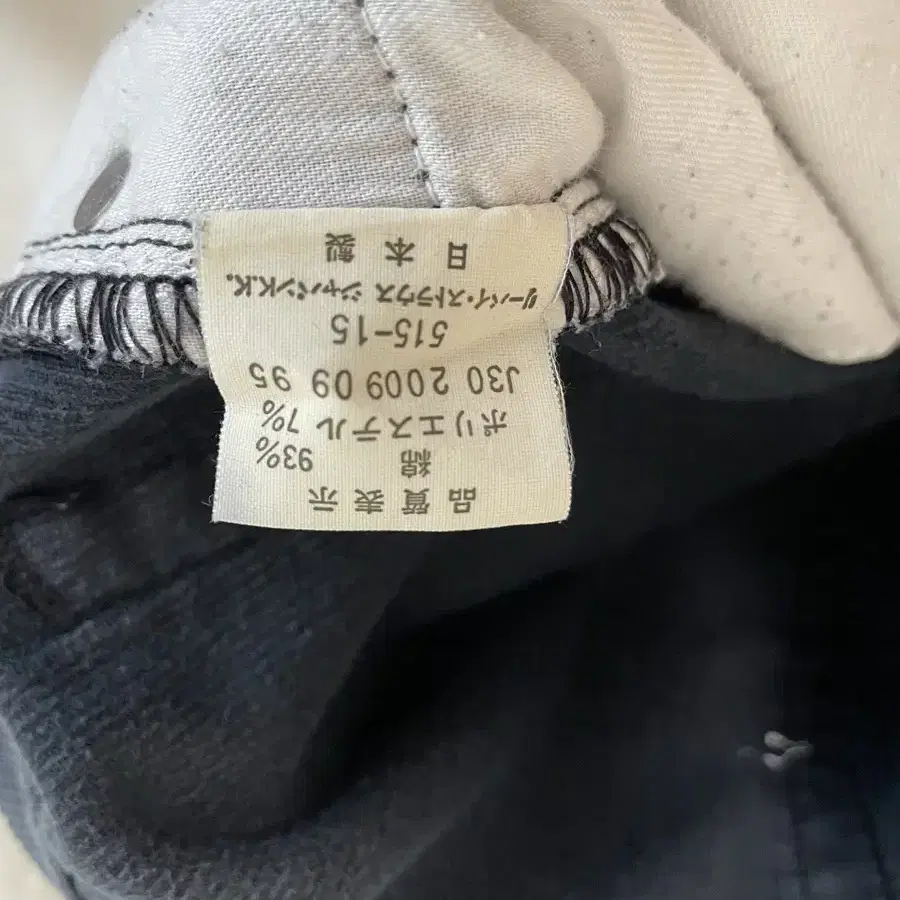 品質表示
綿 93%
ポリエステル 7%
J30 2009 09 95
515-15
リーバイ・ストラウス ジャパンK.K.
日本製